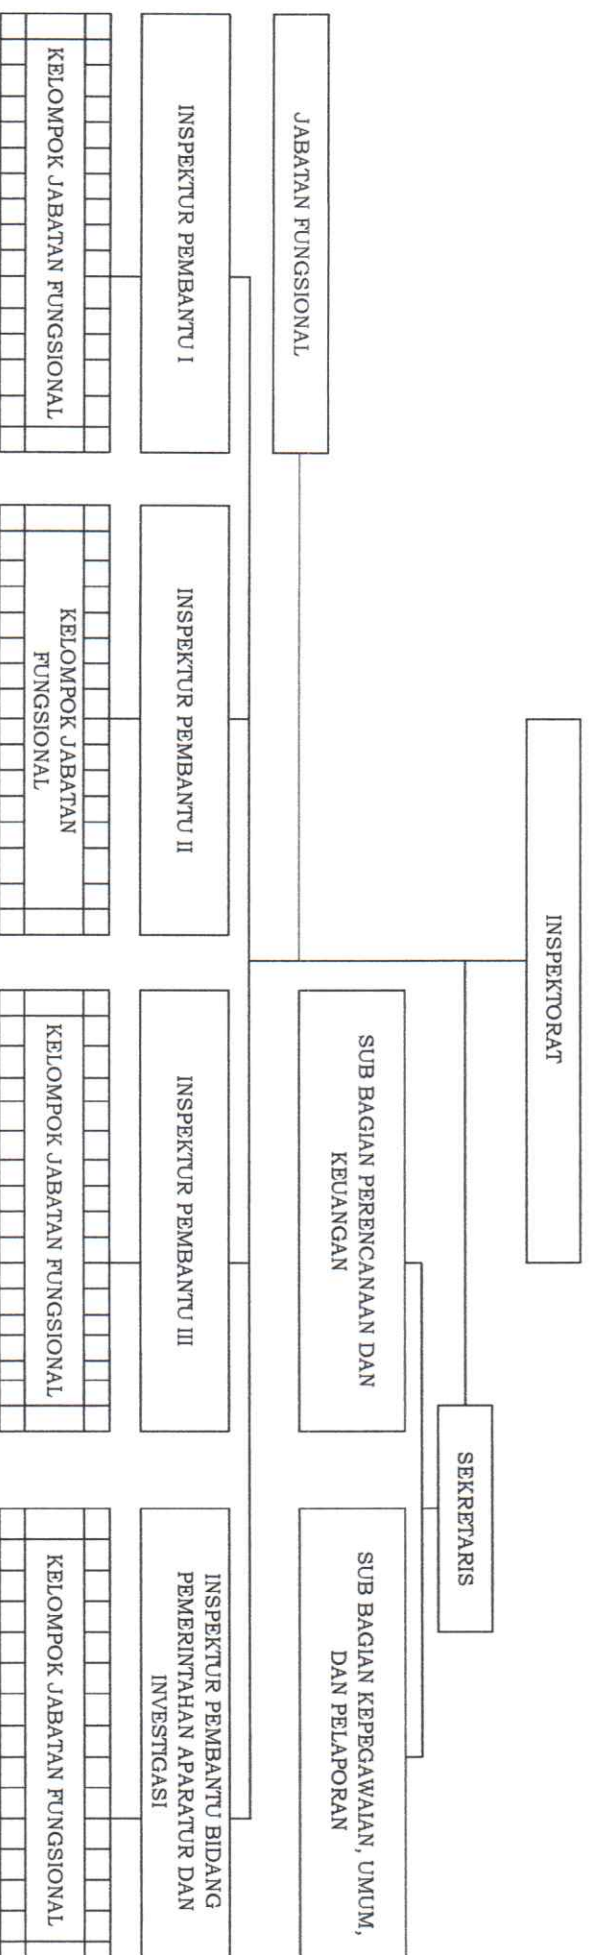 INSPEKTORAT
SEKRETARIS
SUB BAGIAN PERENCANAAN DAN
KEUANGAN
SUB BAGIAN KEPEGAWAIAN, UMUM,
DAN PELAPORAN
JABATAN FUNGSIONAL
INSPEKTUR PEMBANTU I
INSPEKTUR PEMBANTU II
INSPEKTUR PEMBANTU III
INSPEKTUR PEMBANTU BIDANG
PEMERINTAHAN APARATUR DAN
INVESTIGASI
KELOMPOK JABATAN FUNGSIONAL
KELOMPOK JABATAN
FUNGSIONAL
KELOMPOK JABATAN FUNGSIONAL
KELOMPOK JABATAN FUNGSIONAL